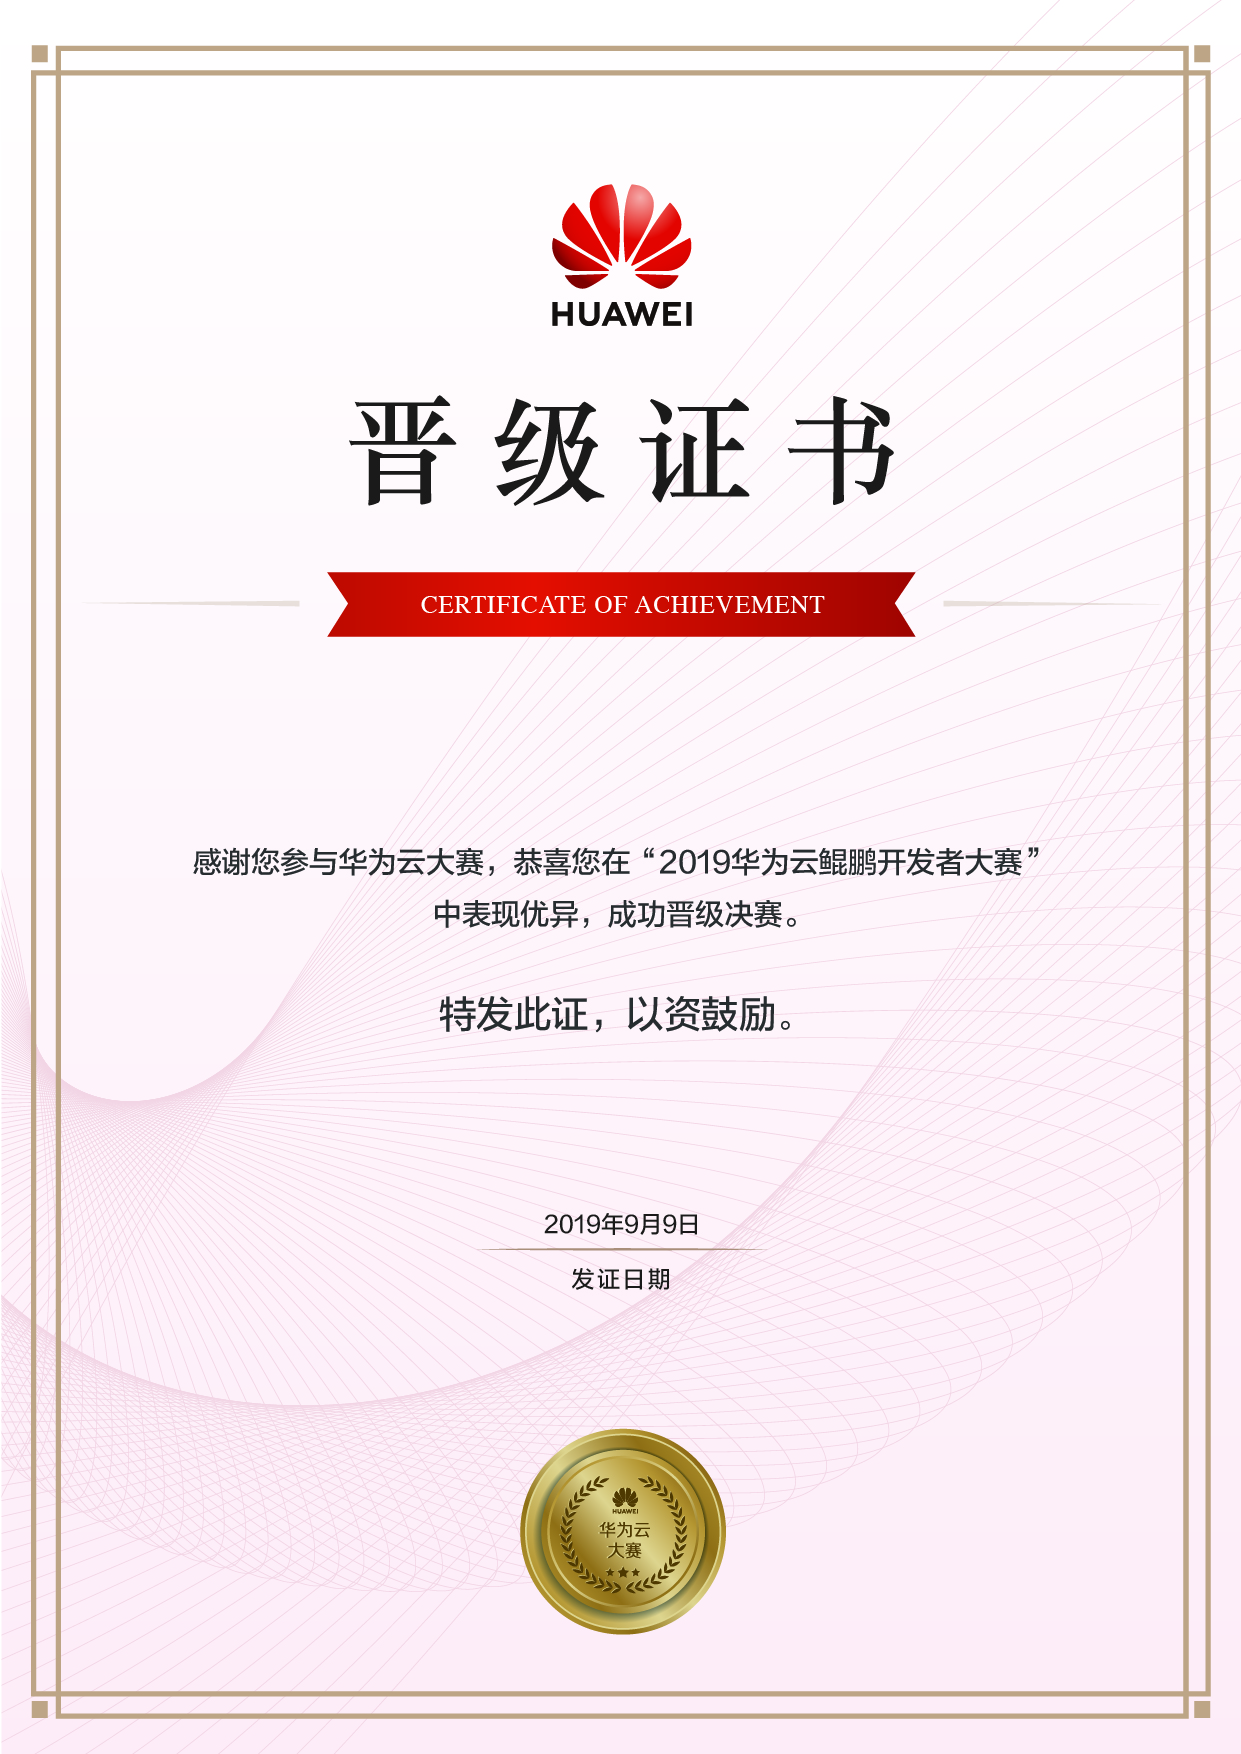 HUAWEI
晋级证书
CERTIFICATE OF ACHIEVEMENT
感谢您参与华为云大赛，恭喜您在“2019华为云鲲鹏开发者大赛”
中表现优异，成功晋级决赛。
特发此证，以资鼓励。
2019年9月9日
发证日期
HUAWEI
华为云
大赛